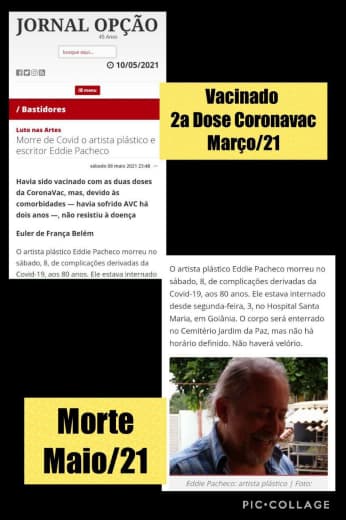 JORNAL OPÇÃO
45 Anos
busque aqui...
10/05/2021
menu
/ Bastidores
Luto nas Artes
Morre de Covid o artista plástico e
escritor Eddie Pacheco
sábado 08 maio 2021 23:48
Havia sido vacinado com as duas doses
da CoronaVac, mas, devido às
comorbidades — havia sofrido AVC há
dois anos —, não resistiu à doença
Euler de França Belém
O artista plástico Eddie Pacheco morreu no
sábado, 8, de complicações derivadas da
Covid-19, aos 80 anos. Ele estava internado
Vacinado
2a Dose Coronavac
Março/21
O artista plástico Eddie Pacheco morreu no
sábado, 8, de complicações derivadas da
Covid-19, aos 80 anos. Ele estava internado
desde segunda-feira, 3, no Hospital Santa
Maria, em Goiânia. O corpo será enterrado
no Cemitério Jardim da Paz, mas não há
horário definido. Não haverá velório.
Morte
Maio/21
Eddie Pacheco: artista plástico | Foto:
PIC•COLLAGE